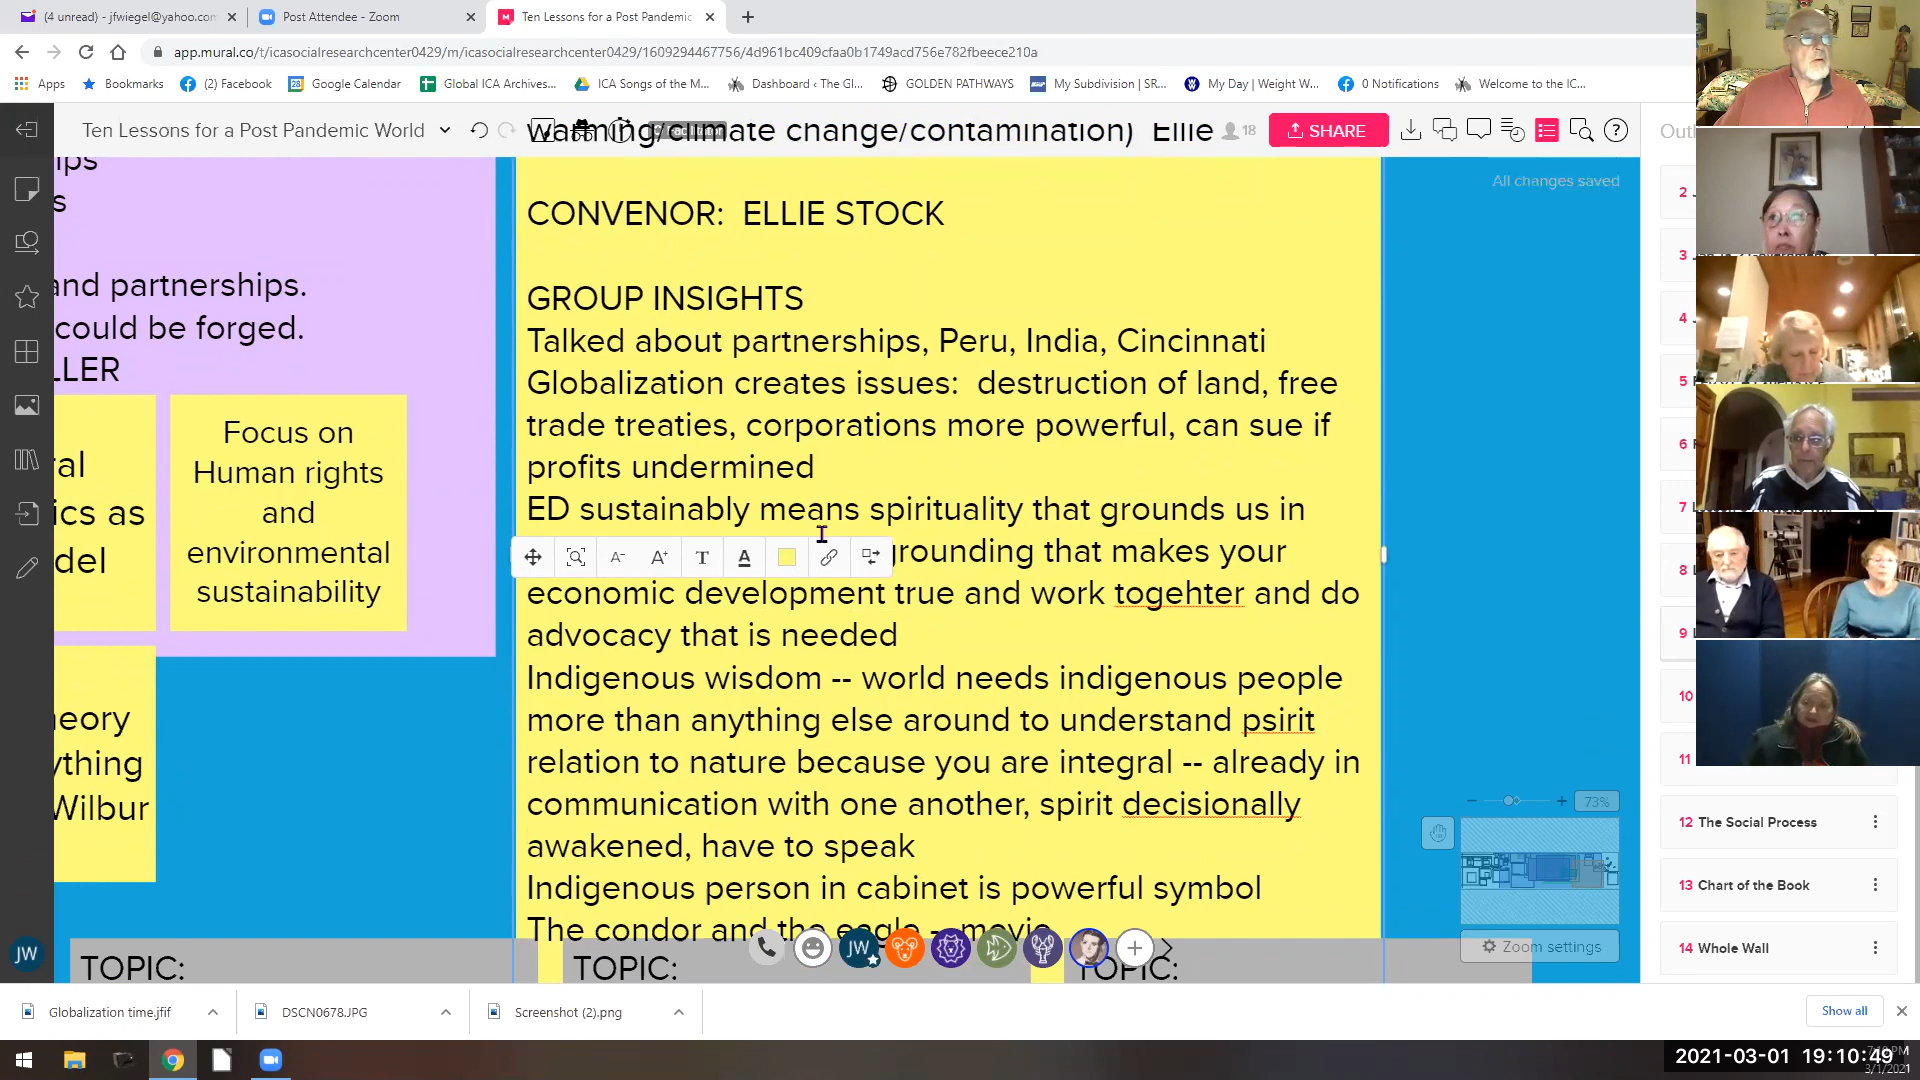 (4 unread) - jfwiegel@yahoo.com
Post Attendee - Zoom
Ten Lessons for a Post Pandemic
app.mural.co/t/icasocialresearchcenter0429/m/icasocialresearchcenter0429/1609294467756/4d961bc409cfaa0b1749acd756e782fbeece210a
Apps
Bookmarks
(2) Facebook
Google Calendar
Global ICA Archives...
ICA Songs of the M...
Dashboard ‹ The Gl...
GOLDEN PATHWAYS
My Subdivision | SR...
My Day | Weight W...
0 Notifications
Welcome to the IC...
Ten Lessons for a Post Pandemic World
Facilitator
warming/climate change/contamination) Ellie
18
SHARE
All changes saved
ips
s
and partnerships.
could be forged.
LLER
al
ics as
del
Focus on
Human rights
and
environmental
sustainability
eory
ything
Wilbur
CONVENOR: ELLIE STOCK
GROUP INSIGHTS
Talked about partnerships, Peru, India, Cincinnati
Globalization creates issues: destruction of land, free
trade treaties, corporations more powerful, can sue if
profits undermined
ED sustainably means spirituality that grounds us in
grounding that makes your
economic development true and work togehter and do
advocacy that is needed
Indigenous wisdom -- world needs indigenous people
more than anything else around to understand psirit
relation to nature because you are integral -- already in
communication with one another, spirit decisionally
awakened, have to speak
Indigenous person in cabinet is powerful symbol
The condor and the eagle -- movie
TOPIC:
TOPIC:
TOPIC:
JW
JW
73%
Zoom settings
2
3
4
5
6
7
8
9
10
11
12 The Social Process
13 Chart of the Book
14 Whole Wall
Globalization time.jfif
DSCN0678.JPG
Screenshot (2).png
Show all
2021-03-01 19:10:49
3/1/2021